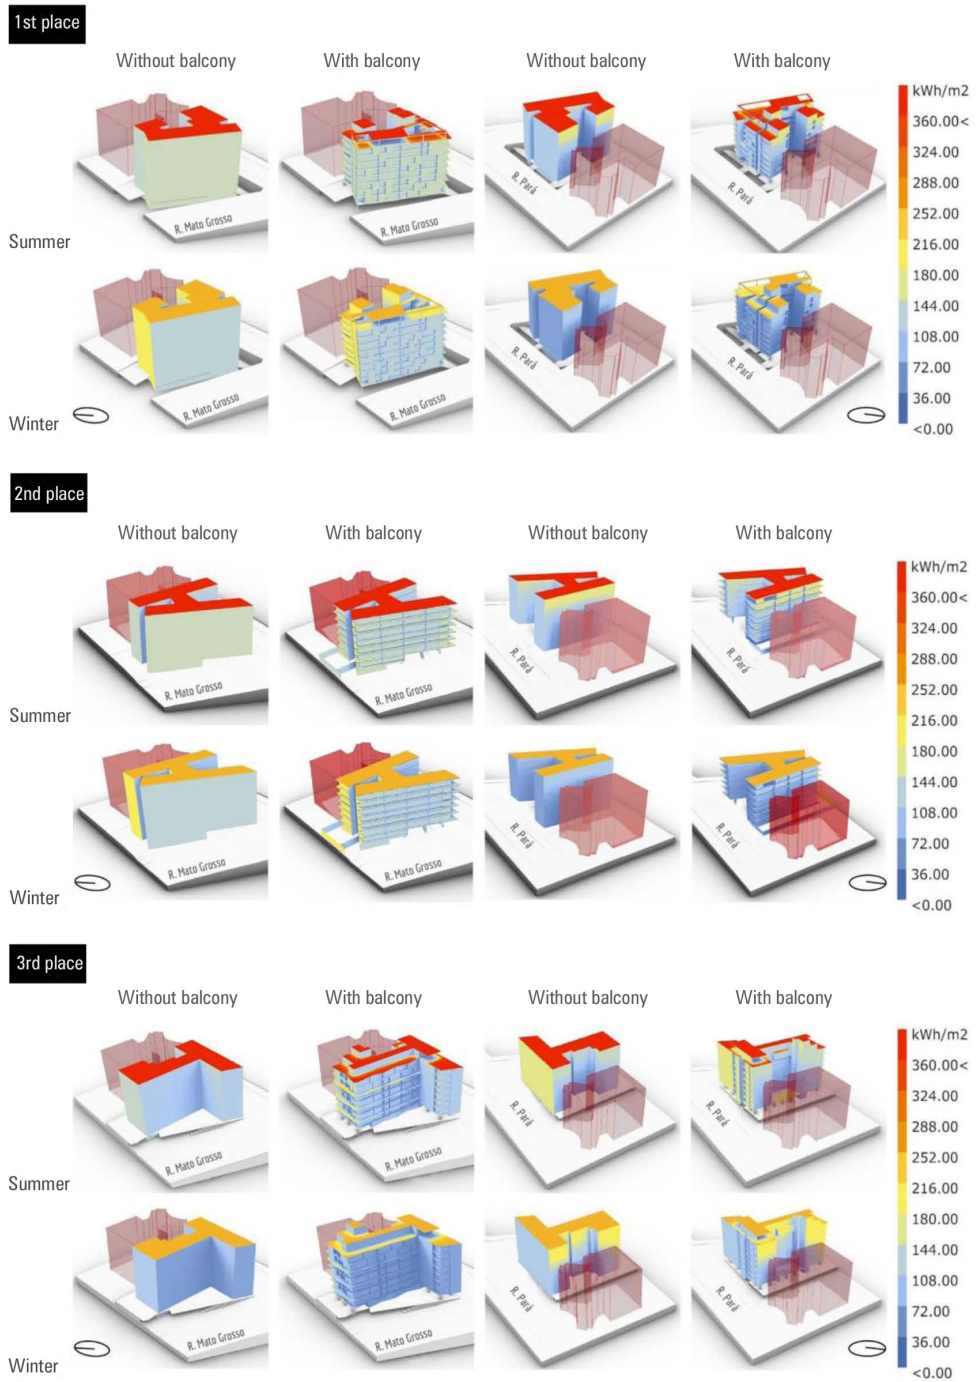 1st place
Without balcony
With balcony
Without balcony
With balcony
kWh/m2
360.00<
324.00
288.00
252.00
216.00
180.00
144.00
108.00
72.00
36.00
<0.00
R. Mato Grosso
R. Mato Grosso
R. Pará
R. Pará
Summer
R. Mato Grosso
R. Mato Grosso
R. Pará
R. Pará
Winter
2nd place
Without balcony
With balcony
Without balcony
With balcony
kWh/m2
360.00<
324.00
288.00
252.00
216.00
180.00
144.00
108.00
72.00
36.00
<0.00
R. Mato Grosso
R. Mato Grosso
R. Pará
R. Pará
Summer
R. Mato Grosso
R. Mato Grosso
R. Pará
R. Pará
Winter
3rd place
Without balcony
With balcony
Without balcony
With balcony
kWh/m2
360.00<
324.00
288.00
252.00
216.00
180.00
144.00
108.00
72.00
36.00
<0.00
R. Mato Grosso
R. Mato Grosso
R. Pará
R. Pará
Summer
R. Mato Grosso
R. Mato Grosso
R. Pará
R. Pará
Winter